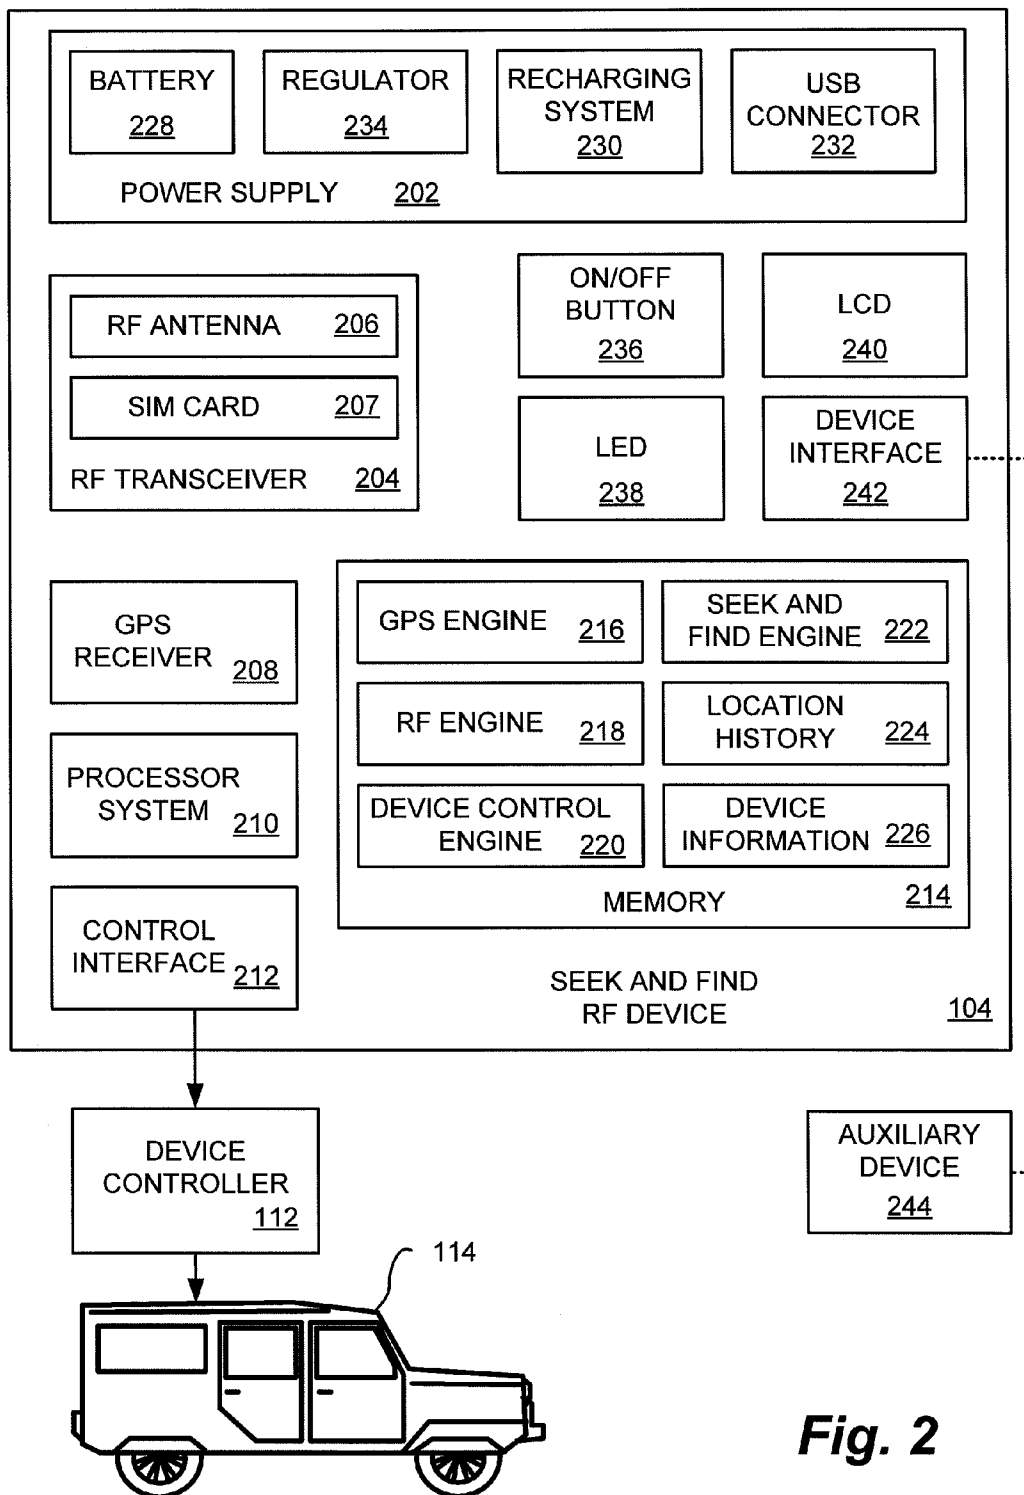 BATTERY
228
REGULATOR
234
RECHARGING
SYSTEM
230
USB
CONNECTOR
232
POWER SUPPLY 202
RF ANTENNA 206
SIM CARD 207
RF TRANSCEIVER 204
ON/OFF
BUTTON
236
LCD
240
LED
238
DEVICE
INTERFACE
242
GPS
RECEIVER
208
PROCESSOR
SYSTEM
210
CONTROL
INTERFACE
212
GPS ENGINE 216
SEEK AND
FIND ENGINE 222
RF ENGINE 218
LOCATION
HISTORY 224
DEVICE CONTROL
ENGINE 220
DEVICE
INFORMATION 226
MEMORY 214
SEEK AND FIND
RF DEVICE 104
DEVICE
CONTROLLER
112
AUXILIARY
DEVICE
244
114
Fig. 2